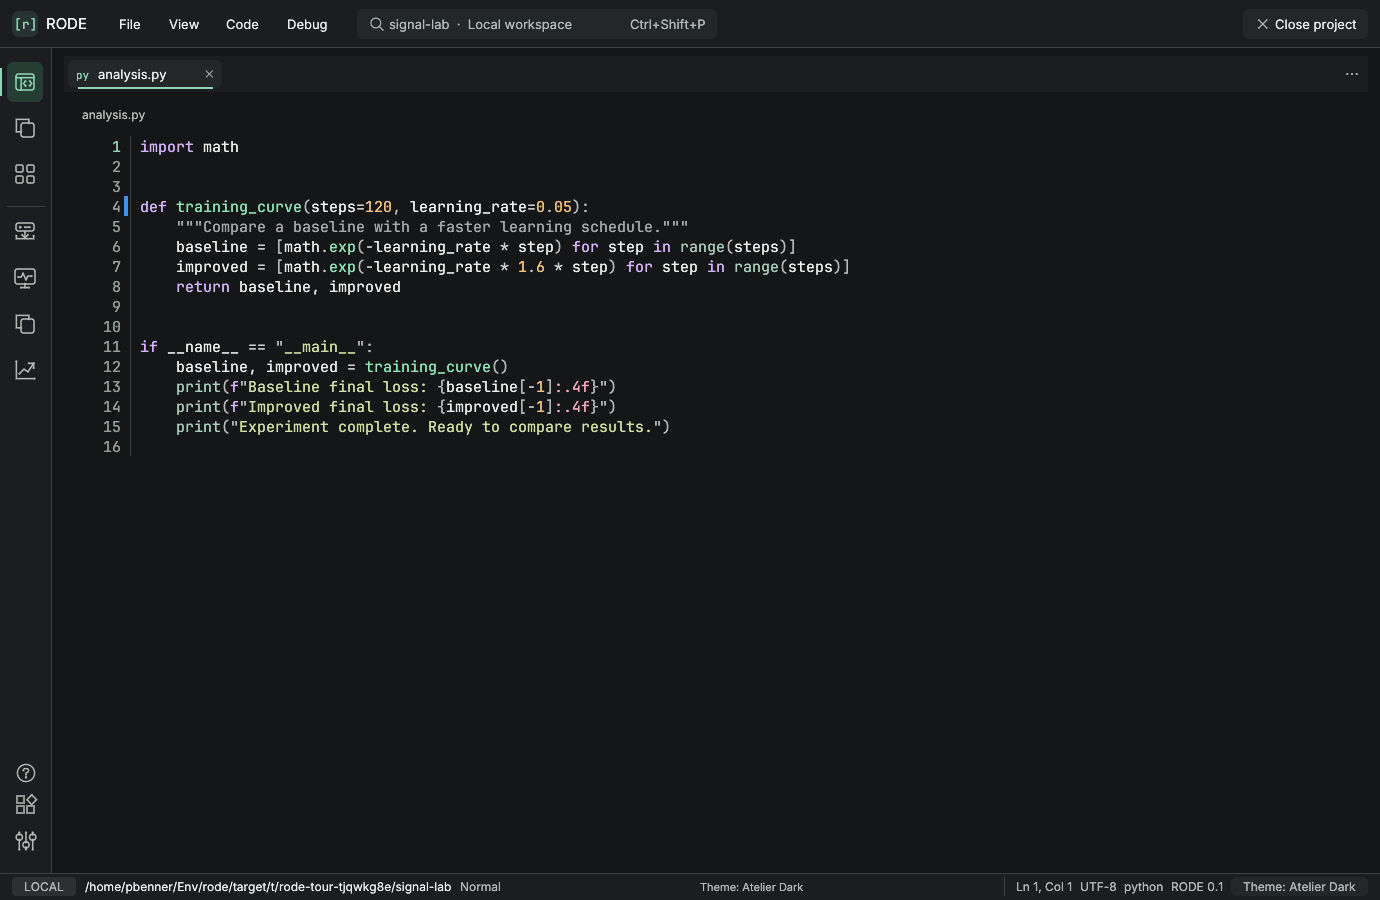 [r] RODE File View Code Debug signal-lab · Local workspace Ctrl+Shift+P Close project
py analysis.py
analysis.py
1 import math
2
3
4 def training_curve(steps=120, learning_rate=0.05):
5 """Compare a baseline with a faster learning schedule."""
6 baseline = [math.exp(-learning_rate * step) for step in range(steps)]
7 improved = [math.exp(-learning_rate * 1.6 * step) for step in range(steps)]
8 return baseline, improved
9
10
11 if __name__ == "__main__":
12 baseline, improved = training_curve()
13 print(f"Baseline final loss: {baseline[-1]:.4f}")
14 print(f"Improved final loss: {improved[-1]:.4f}")
15 print("Experiment complete. Ready to compare results.")
16
LOCAL /home/pbenner/Env/rode/target/t/rode-tour-tjqwkg8e/signal-lab Normal Theme: Atelier Dark Ln 1, Col 1 UTF-8 python RODE 0.1 Theme: Atelier Dark